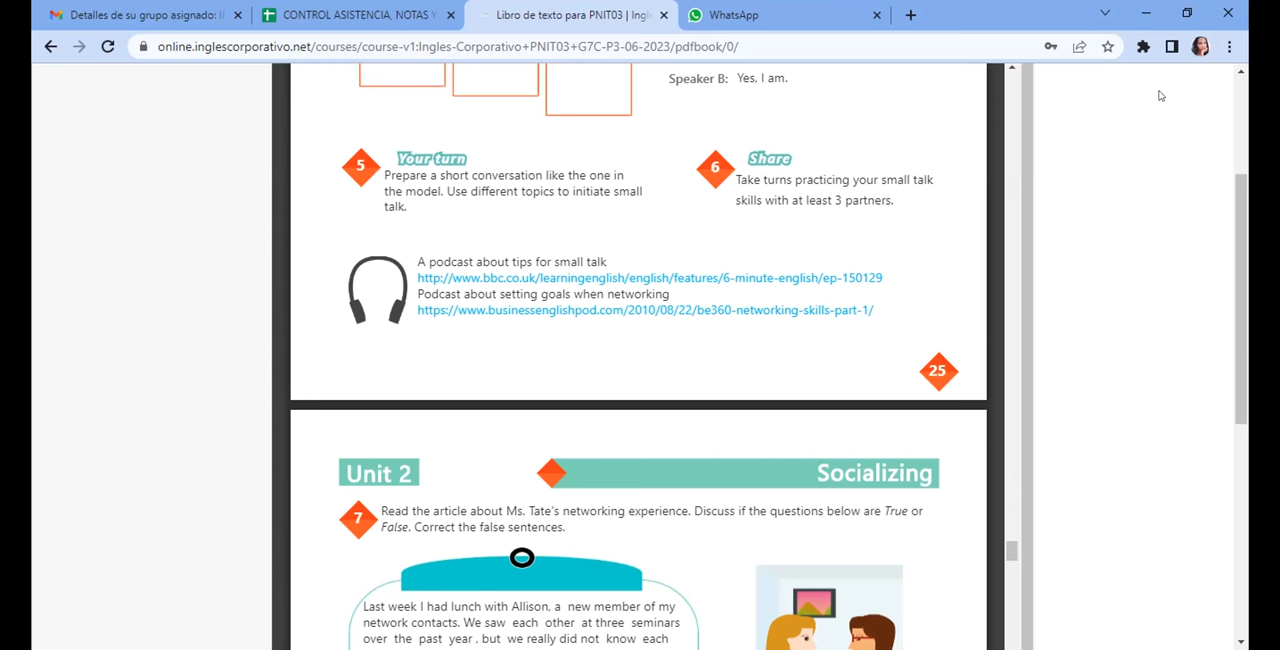 Detalles de su grupo asignado: II
CONTROL ASISTENCIA, NOTAS Y
Libro de texto para PNIT03 | Ingl
WhatsApp
online.inglescorporativo.net/courses/course-v1:Ingles-Corporativo+PNIT03+G7C-P3-06-2023/pdfbook/0/
Speaker B: Yes, I am.
5
Your turn
Prepare a short conversation like the one in
the model. Use different topics to initiate small
talk.
6
Share
Take turns practicing your small talk
skills with at least 3 partners.
A podcast about tips for small talk
http://www.bbc.co.uk/learningenglish/english/features/6-minute-english/ep-150129
Podcast about setting goals when networking
https://www.businessenglishpod.com/2010/08/22/be360-networking-skills-part-1/
25
Unit 2
Socializing
7
Read the article about Ms. Tate's networking experience. Discuss if the questions below are True or
False. Correct the false sentences.
Last week I had lunch with Allison, a new member of my
network contacts. We saw each other at three seminars
over the past year, but we really did not know each